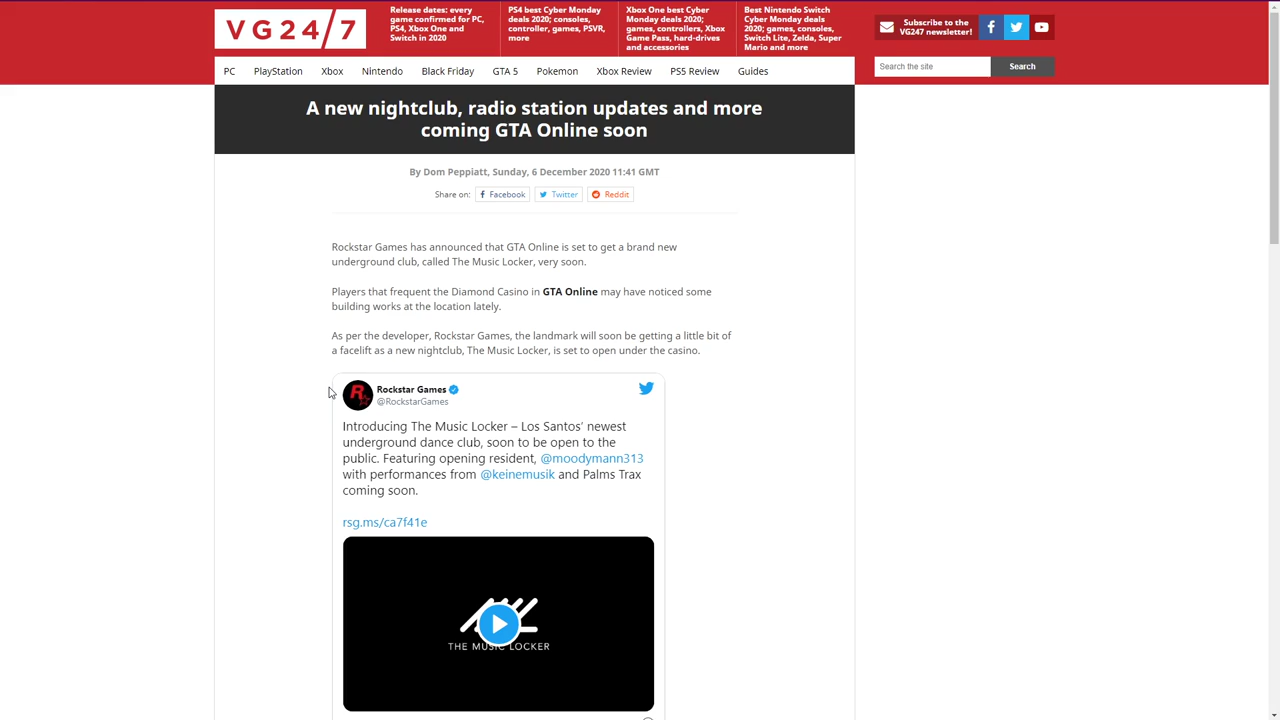 VG24/7
Release dates: every
game confirmed for PC,
PS4, Xbox One and
Switch in 2020
PS4 best Cyber Monday
deals 2020; consoles,
controller, games, PSVR,
more
Xbox One best Cyber
Monday deals 2020;
games, controllers, Xbox
Game Pass, hard-drives
and accessories
Best Nintendo Switch
Cyber Monday deals
2020; games, consoles,
Switch Lite, Zelda, Super
Mario and more
Subscribe to the
VG247 newsletter!
Search the site
Search
PC PlayStation Xbox Nintendo Black Friday GTA 5 Pokemon Xbox Review PS5 Review Guides
A new nightclub, radio station updates and more
coming GTA Online soon
By Dom Peppiatt, Sunday, 6 December 2020 11:41 GMT
Share on: Facebook Twitter Reddit
Rockstar Games has announced that GTA Online is set to get a brand new
underground club, called The Music Locker, very soon.
Players that frequent the Diamond Casino in GTA Online may have noticed some
building works at the location lately.
As per the developer, Rockstar Games, the landmark will soon be getting a little bit of
a facelift as a new nightclub, The Music Locker, is set to open under the casino.
Rockstar Games
@RockstarGames
Introducing The Music Locker – Los Santos’ newest
underground dance club, soon to be open to the
public. Featuring opening resident, @moodymann313
with performances from @keinemusik and Palms Trax
coming soon.
rsg.ms/ca7f41e
THE MUSIC LOCKER